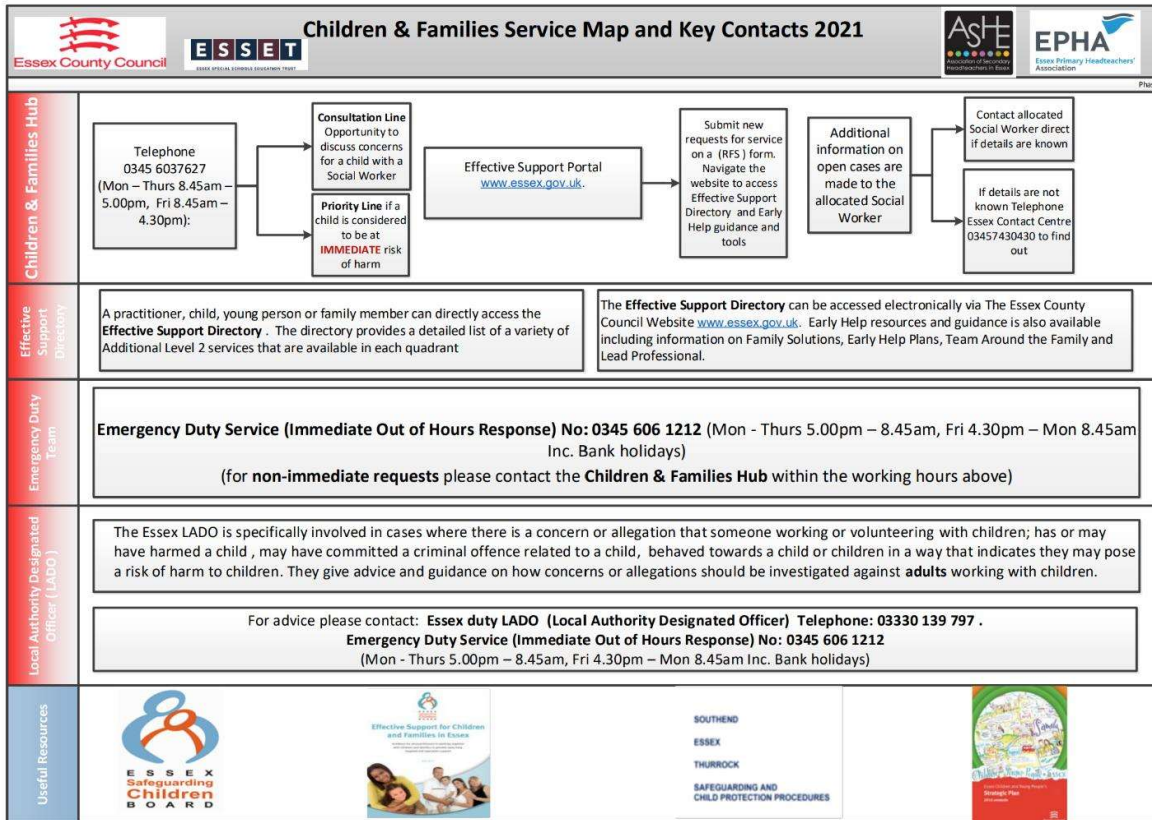 Children & Families Service Map and Key Contacts 2021
Essex County Council
ESSET
ESSEX SPECIAL SCHOOLS EDUCATION TRUST
ASHE
Association of Secondary
Headteachers in Essex
EPHA
Essex Primary Headteachers'
Association
Phas
Children & Families Hub
Telephone
0345 6037627
(Mon – Thurs 8.45am –
5.00pm, Fri 8.45am –
4.30pm):
Consultation Line
Opportunity to
discuss concerns
for a child with a
Social Worker
Priority Line if a
child is considered
to be at
IMMEDIATE risk
of harm
Effective Support Portal
www.essex.gov.uk.
Submit new
requests for service
on a (RFS ) form.
Navigate the
website to access
Effective Support
Directory and Early
Help guidance and
tools
Additional
information on
open cases are
made to the
allocated Social
Worker
Contact allocated
Social Worker direct
if details are known
If details are not
known Telephone
Essex Contact Centre
03457430430 to find
out
Effective
Support
Directory
A practitioner, child, young person or family member can directly access the
Effective Support Directory . The directory provides a detailed list of a variety of
Additional Level 2 services that are available in each quadrant
The Effective Support Directory can be accessed electronically via The Essex County
Council Website www.essex.gov.uk. Early Help resources and guidance is also available
including information on Family Solutions, Early Help Plans, Team Around the Family and
Lead Professional.
Emergency Duty
Team
Emergency Duty Service (Immediate Out of Hours Response) No: 0345 606 1212 (Mon - Thurs 5.00pm – 8.45am, Fri 4.30pm – Mon 8.45am
Inc. Bank holidays)
(for non-immediate requests please contact the Children & Families Hub within the working hours above)
Local Authority Designated
Officer ( LADO )
The Essex LADO is specifically involved in cases where there is a concern or allegation that someone working or volunteering with children; has or may
have harmed a child , may have committed a criminal offence related to a child, behaved towards a child or children in a way that indicates they may pose
a risk of harm to children. They give advice and guidance on how concerns or allegations should be investigated against adults working with children.
For advice please contact: Essex duty LADO (Local Authority Designated Officer) Telephone: 03330 139 797 .
Emergency Duty Service (Immediate Out of Hours Response) No: 0345 606 1212
(Mon - Thurs 5.00pm – 8.45am, Fri 4.30pm – Mon 8.45am Inc. Bank holidays)
Useful Resources
ESSEX
Safeguarding
Children
BOARD
Effective Support for Children
and Families in Essex
SOUTHEND
ESSEX
THURROCK
SAFEGUARDING AND
CHILD PROTECTION PROCEDURES
Strategic Plan